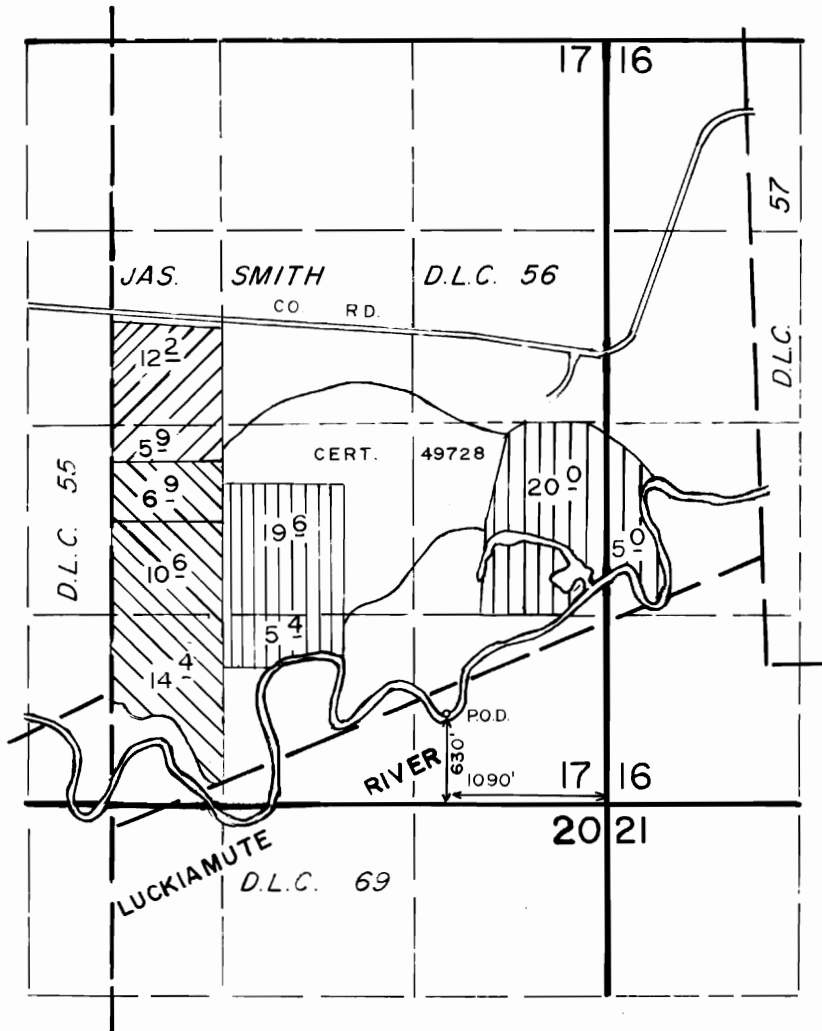 17 16
57
JAS. SMITH D.L.C. 56
CO. RD.
D.L.C.
12 2
5 9
CERT. 49728
D.L.C. 55
6 9
20 0
19 6
10 6
5 0
5 4
14 4
P.O.D.
630'
RIVER
1090'
17 16
20 21
LUCKIAMUTE
D.L.C. 69